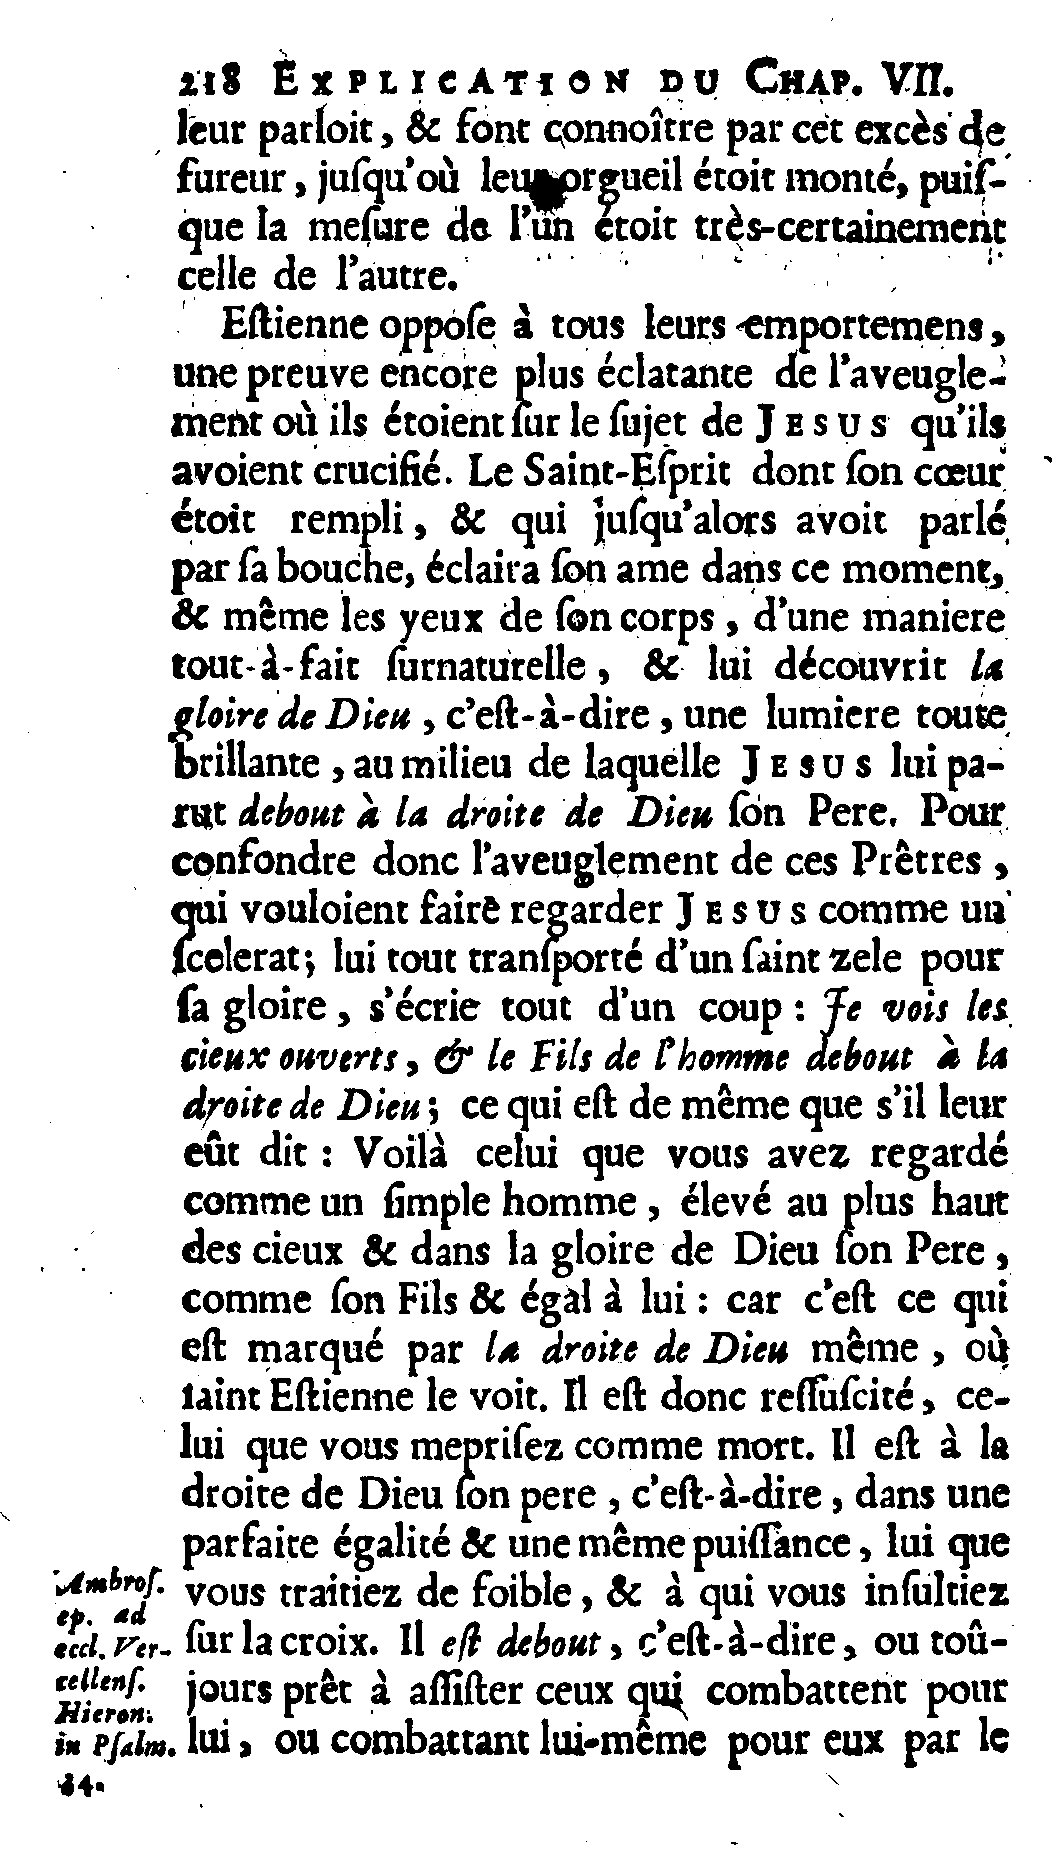 218 EXPLICATION DU CHAP. VII.
leur parloit, & font connoître par cet excès de
fureur, juſqu'où leur orgueil étoit monté, puiſ-
que la meſure de l'un étoit très-certainement
celle de l'autre.
Eſtienne oppoſe à tous leurs emportemens,
une preuve encore plus éclatante de l'aveugle-
ment où ils étoient ſur le ſujet de JESUS qu'ils
avoient crucifié. Le Saint-Eſprit dont ſon cœur
étoit rempli, & qui juſqu'alors avoit parlé
par ſa bouche, éclaira ſon ame dans ce moment,
& même les yeux de ſon corps, d'une maniere
tout-à-fait ſurnaturelle, & lui découvrit la
gloire de Dieu, c'eſt-à-dire, une lumiere toute
brillante, au milieu de laquelle JESUS lui pa-
rut debout à la droite de Dieu ſon Pere. Pour
confondre donc l'aveuglement de ces Prêtres,
qui vouloient faire regarder JESUS comme un
ſcelerat; lui tout tranſporté d'un ſaint zele pour
ſa gloire, s'écrie tout d'un coup : Je vois les
cieux ouverts, & le Fils de l'homme debout à la
droite de Dieu; ce qui eſt de même que s'il leur
eût dit : Voilà celui que vous avez regardé
comme un ſimple homme, élevé au plus haut
des cieux & dans la gloire de Dieu ſon Pere,
comme ſon Fils & égal à lui : car c'eſt ce qui
eſt marqué par la droite de Dieu même, où
ſaint Eſtienne le voit. Il eſt donc reſſuſcité, ce-
lui que vous mepriſez comme mort. Il eſt à la
droite de Dieu ſon pere, c'eſt-à-dire, dans une
parfaite égalité & une même puiſſance, lui que
vous traitiez de foible, & à qui vous inſultiez
ſur la croix. Il eſt debout, c'eſt-à-dire, ou toû-
jours prêt à aſſiſter ceux qui combattent pour
lui, ou combattant lui-même pour eux par le
Ambroſ.
ep. ad
eccl. Ver-
cellenſ.
Hieron.
in Pſalm.